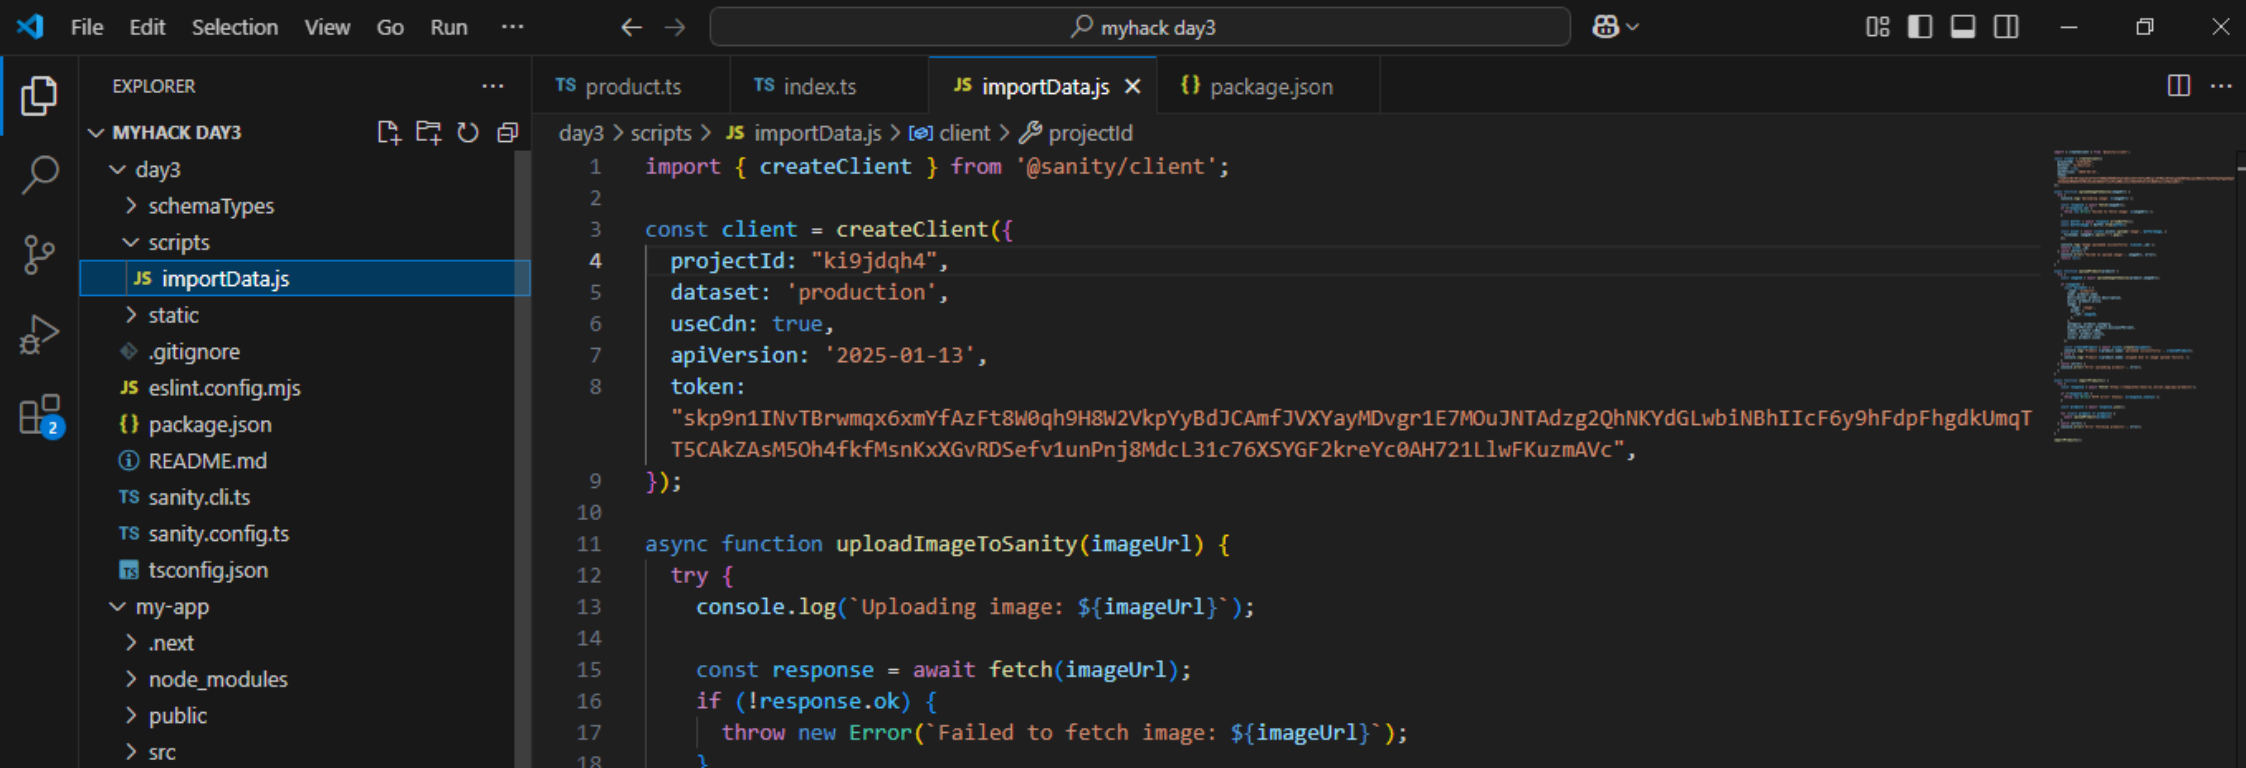 File Edit Selection View Go Run ···
myhack day3
EXPLORER ···
MYHACK DAY3
day3
schemaTypes
scripts
JS importData.js
static
.gitignore
JS eslint.config.mjs
{} package.json
README.md
TS sanity.cli.ts
TS sanity.config.ts
TS tsconfig.json
my-app
.next
node_modules
public
src
2
TS product.ts TS index.ts JS importData.js {} package.json ···
day3 > scripts > JS importData.js > client > projectId
1 import { createClient } from '@sanity/client';
2
3 const client = createClient({
4 projectId: "ki9jdqh4",
5 dataset: 'production',
6 useCdn: true,
7 apiVersion: '2025-01-13',
8 token:
"skp9n1INvTBrwmqx6xmYfAzFt8W0qh9H8W2VkpYyBdJCAmfJVXYayMDvgr1E7MOuJNTAdzg2QhNKYdGLwbiNBhIIcF6y9hFdpFhgdkUmqT
T5CAkZAsM5Oh4fkfMsnKxXGvRDSefv1unPnj8MdcL31c76XSYGF2kreYc0AH721LlwFKuzmAVc",
9 });
10
11 async function uploadImageToSanity(imageUrl) {
12 try {
13 console.log(`Uploading image: ${imageUrl}`);
14
15 const response = await fetch(imageUrl);
16 if (!response.ok) {
17 throw new Error(`Failed to fetch image: ${imageUrl}`);
18 }